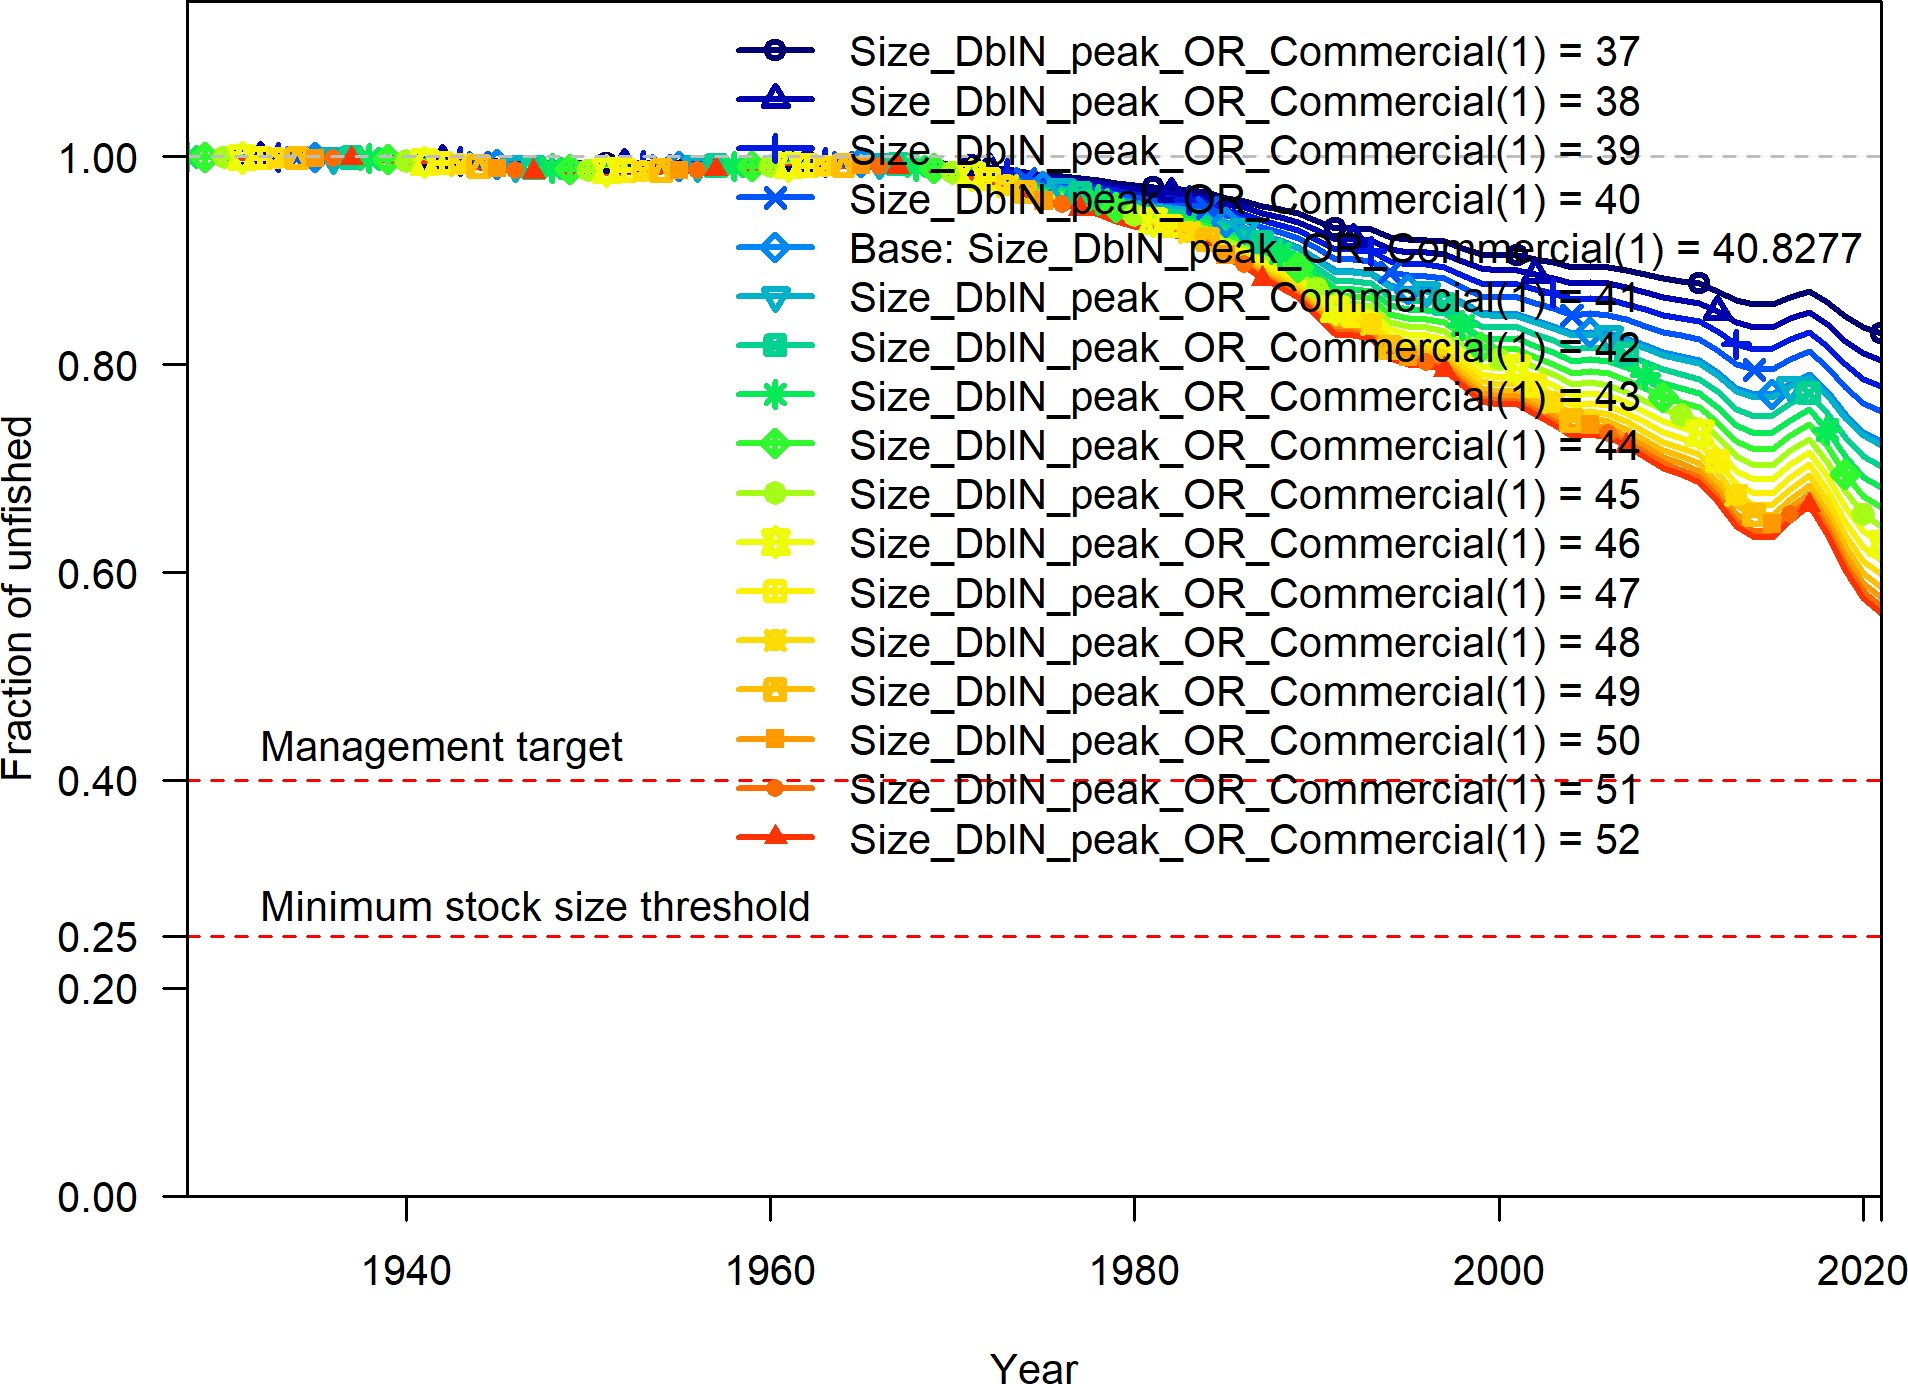 Size_DblN_peak_OR_Commercial(1) = 37
Size_DblN_peak_OR_Commercial(1) = 38
Size_DblN_peak_OR_Commercial(1) = 39
Size_DblN_peak_OR_Commercial(1) = 40
Base: Size_DblN_peak_OR_Commercial(1) = 40.8277
Size_DblN_peak_OR_Commercial(1) = 41
Size_DblN_peak_OR_Commercial(1) = 42
Size_DblN_peak_OR_Commercial(1) = 43
Size_DblN_peak_OR_Commercial(1) = 44
Size_DblN_peak_OR_Commercial(1) = 45
Size_DblN_peak_OR_Commercial(1) = 46
Size_DblN_peak_OR_Commercial(1) = 47
Size_DblN_peak_OR_Commercial(1) = 48
Size_DblN_peak_OR_Commercial(1) = 49
Size_DblN_peak_OR_Commercial(1) = 50
Size_DblN_peak_OR_Commercial(1) = 51
Size_DblN_peak_OR_Commercial(1) = 52
Management target
Minimum stock size threshold
Fraction of unfished
1.00
0.80
0.60
0.40
0.25
0.20
0.00
1940 1960 1980 2000 2020
Year